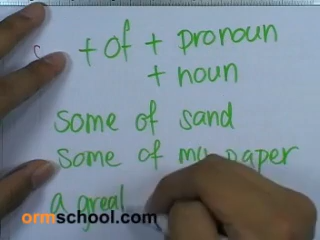 + of + pronoun
+ noun
some of sand
some of my paper
a great
ormschool.com